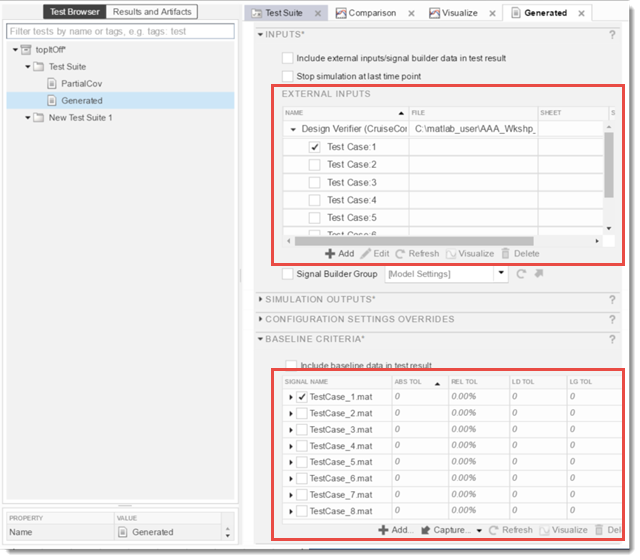 Test Browser Results and Artifacts
Filter tests by name or tags, e.g. tags: test
topItOff*
Test Suite
PartialCov
Generated
New Test Suite 1
PROPERTY VALUE
Name Generated
Test Suite Comparison Visualize Generated
INPUTS* ?
Include external inputs/signal builder data in test result
Stop simulation at last time point
EXTERNAL INPUTS
NAME FILE SHEET S
Design Verifier (CruiseCor C:\matlab_user\AAA_Wkshp_
Test Case:1
Test Case:2
Test Case:3
Test Case:4
Test Case:5
Test Case:6
Add Edit Refresh Visualize Delete
Signal Builder Group [Model Settings]
SIMULATION OUTPUTS* ?
CONFIGURATION SETTINGS OVERRIDES ?
BASELINE CRITERIA* ?
Include baseline data in test result
SIGNAL NAME ABS TOL REL TOL LD TOL LG TOL
TestCase_1.mat 0 0.00% 0 0
TestCase_2.mat 0 0.00% 0 0
TestCase_3.mat 0 0.00% 0 0
TestCase_4.mat 0 0.00% 0 0
TestCase_5.mat 0 0.00% 0 0
TestCase_6.mat 0 0.00% 0 0
TestCase_7.mat 0 0.00% 0 0
TestCase_8.mat 0 0.00% 0 0
Add... Capture... Refresh Visualize Del